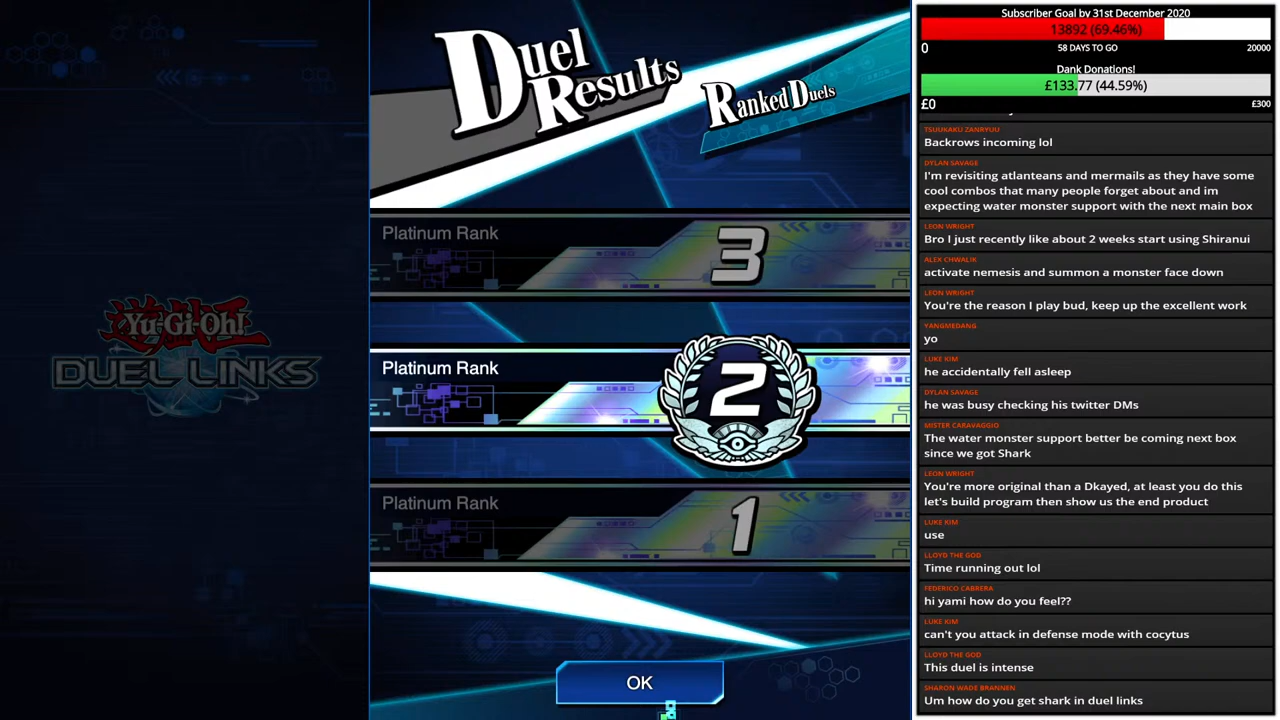 Duel
Results
Ranked Duels
Platinum Rank
3
Platinum Rank
2
Platinum Rank
1
OK
Yu-Gi-Oh!
DUEL LINKS
Subscriber Goal by 31st December 2020
13892 (69.46%)
0
58 DAYS TO GO
20000
Dank Donations!
£133.77 (44.59%)
£0
£300
TSUUKAKU ZANRYUU
Backrows incoming lol
DYLAN SAVAGE
I'm revisiting atlanteans and mermails as they have some
cool combos that many people forget about and im
expecting water monster support with the next main box
LEON WRIGHT
Bro I just recently like about 2 weeks start using Shiranui
ALEX CHWALIK
activate nemesis and summon a monster face down
LEON WRIGHT
You're the reason I play bud, keep up the excellent work
YANGMEDANG
yo
LUKE KIM
he accidentally fell asleep
DYLAN SAVAGE
he was busy checking his twitter DMs
MISTER CARAVAGGIO
The water monster support better be coming next box
since we got Shark
LEON WRIGHT
You're more original than a Dkayed, at least you do this
let's build program then show us the end product
LUKE KIM
use
LLOYD THE GOD
Time running out lol
FEDERICO CABRERA
hi yami how do you feel??
LUKE KIM
can't you attack in defense mode with cocytus
LLOYD THE GOD
This duel is intense
SHARON WADE BRANNEN
Um how do you get shark in duel links